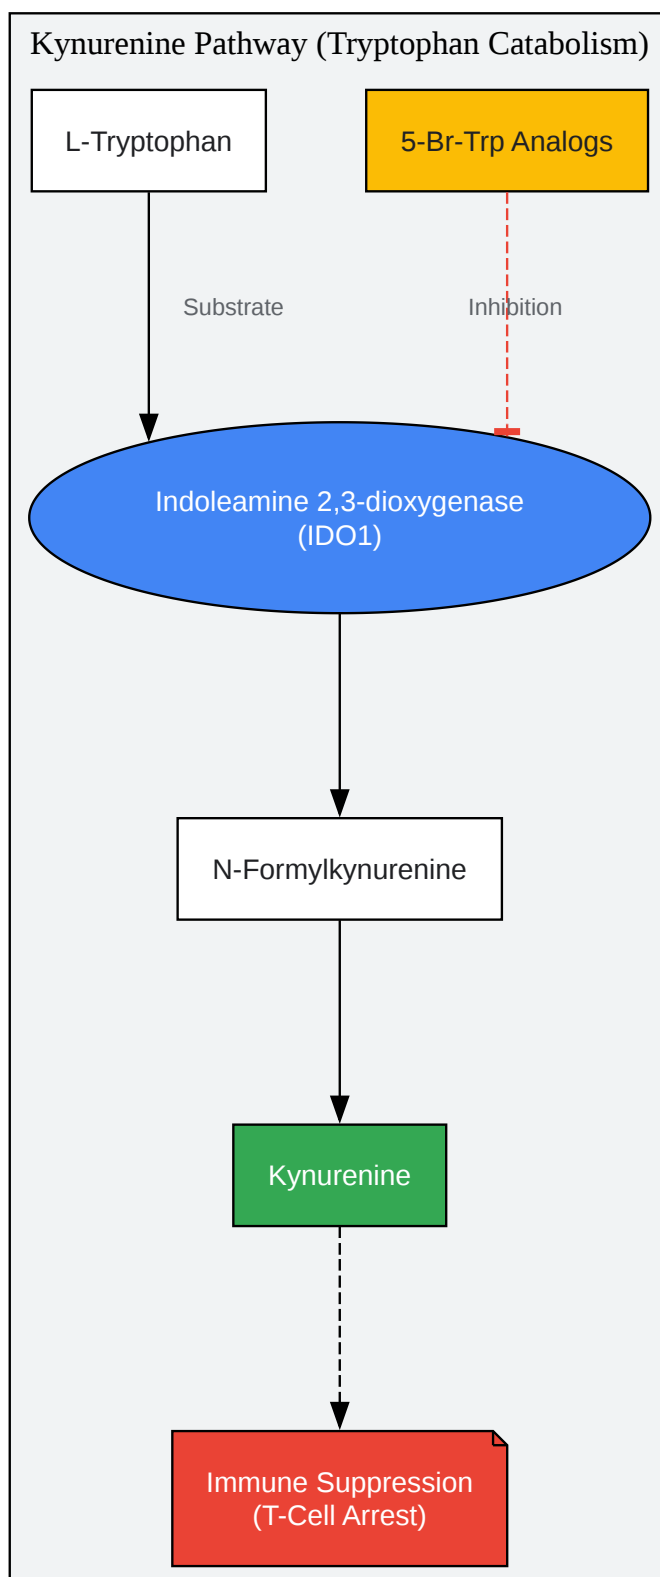 Kynurenine Pathway (Tryptophan Catabolism)
L-Tryptophan
5-Br-Trp Analogs
Substrate
Inhibition
Indoleamine 2,3-dioxygenase
(IDO1)
N-Formylkynurenine
Kynurenine
Immune Suppression
(T-Cell Arrest)